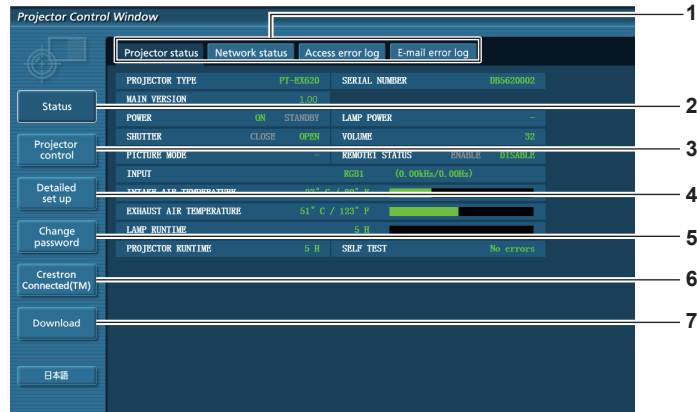 Projector Control Window
1
Projector status Network status Access error log E-mail error log
PROJECTOR TYPE PT-EX620 SERIAL NUMBER DB5620002
MAIN VERSION 1.00
Status
2
POWER ON STANDBY LAMP POWER -
SHUTTER CLOSE OPEN VOLUME 32
Projector
control
3
PICTURE MODE - REMOTE1 STATUS ENABLE DISABLE
INPUT RGB1 (0.00kHz/0.00Hz)
Detailed
set up
4
INTAKE AIR TEMPERATURE
EXHAUST AIR TEMPERATURE 51° C / 123° F
Change
password
5
LAMP RUNTIME 5 H
PROJECTOR RUNTIME 5 H SELF TEST No errors
Crestron
Connected(TM)
6
Download
7
日本語